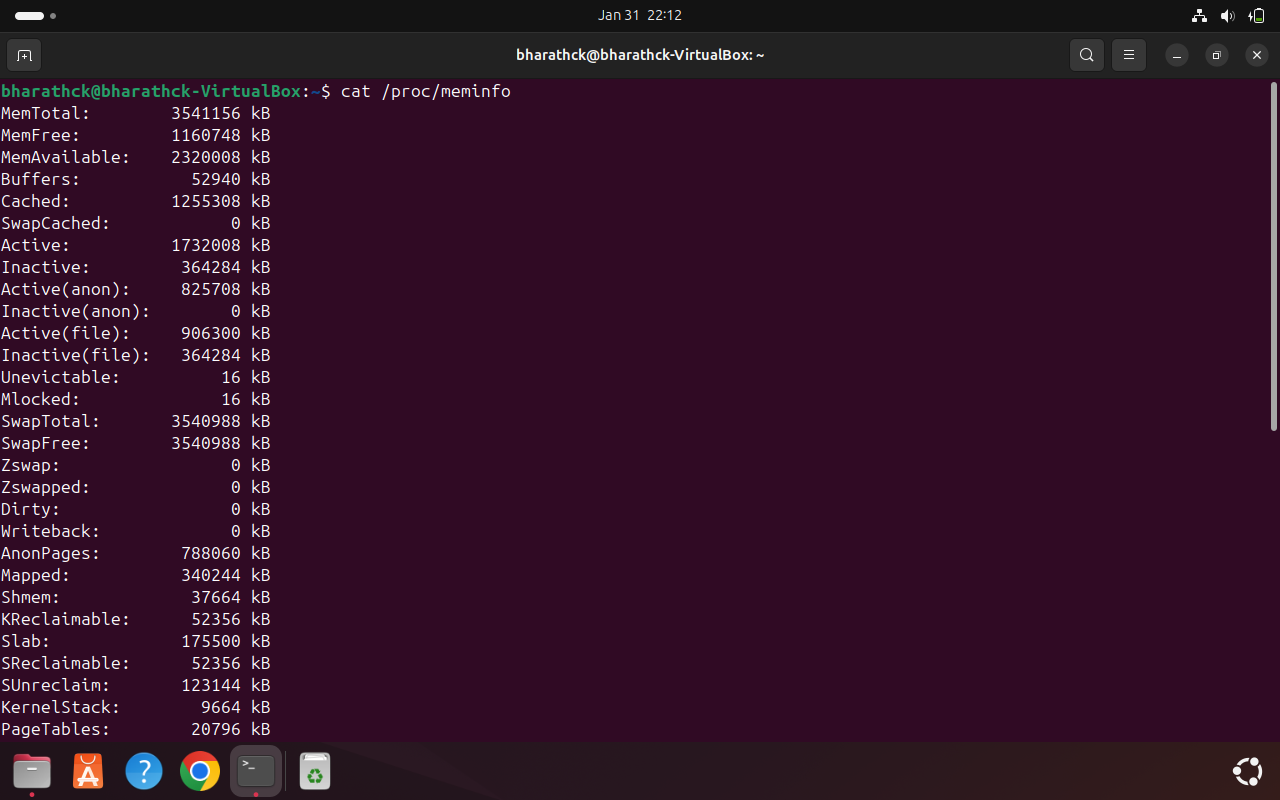 Jan 31 22:12
bharathck@bharathck-VirtualBox: ~
bharathck@bharathck-VirtualBox:~$ cat /proc/meminfo
MemTotal:        3541156 kB
MemFree:         1160748 kB
MemAvailable:    2320008 kB
Buffers:           52940 kB
Cached:          1255308 kB
SwapCached:            0 kB
Active:          1732008 kB
Inactive:         364284 kB
Active(anon):     825708 kB
Inactive(anon):        0 kB
Active(file):     906300 kB
Inactive(file):   364284 kB
Unevictable:          16 kB
Mlocked:              16 kB
SwapTotal:       3540988 kB
SwapFree:        3540988 kB
Zswap:                 0 kB
Zswapped:              0 kB
Dirty:                 0 kB
Writeback:             0 kB
AnonPages:        788060 kB
Mapped:           340244 kB
Shmem:             37664 kB
KReclaimable:      52356 kB
Slab:             175500 kB
SReclaimable:      52356 kB
SUnreclaim:       123144 kB
KernelStack:        9664 kB
PageTables:        20796 kB